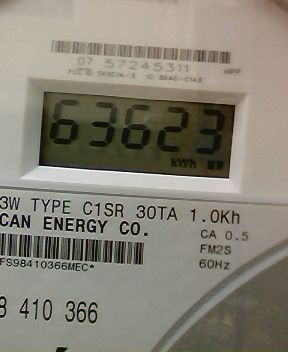 07 57245311
63623
kWh
3W TYPE C1SR 30TA 1.0Kh
CAN ENERGY CO.
CA 0.5
FM2S
60Hz
FS98410366MEC*
8 410 366